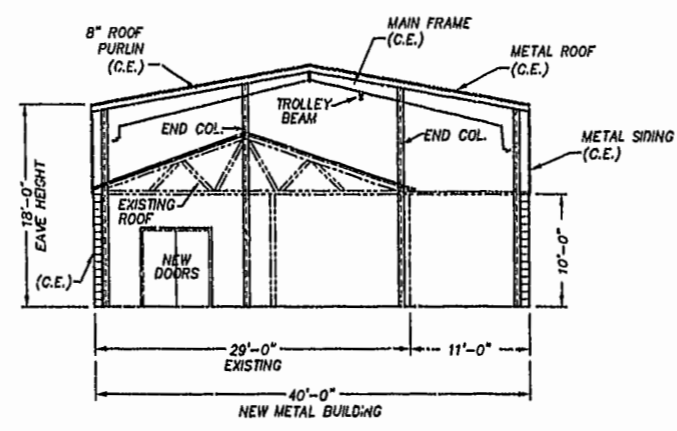 8" ROOF
PURLIN
(C.E.)
MAIN FRAME
(C.E.)
METAL ROOF
(C.E.)
TROLLEY
BEAM
END COL.
END COL.
METAL SIDING
(C.E.)
18'-0"
EAVE HEIGHT
EXISTING
ROOF
(C.E.)
NEW
DOORS
10'-0"
29'-0"
EXISTING
11'-0"
40'-0"
NEW METAL BUILDING